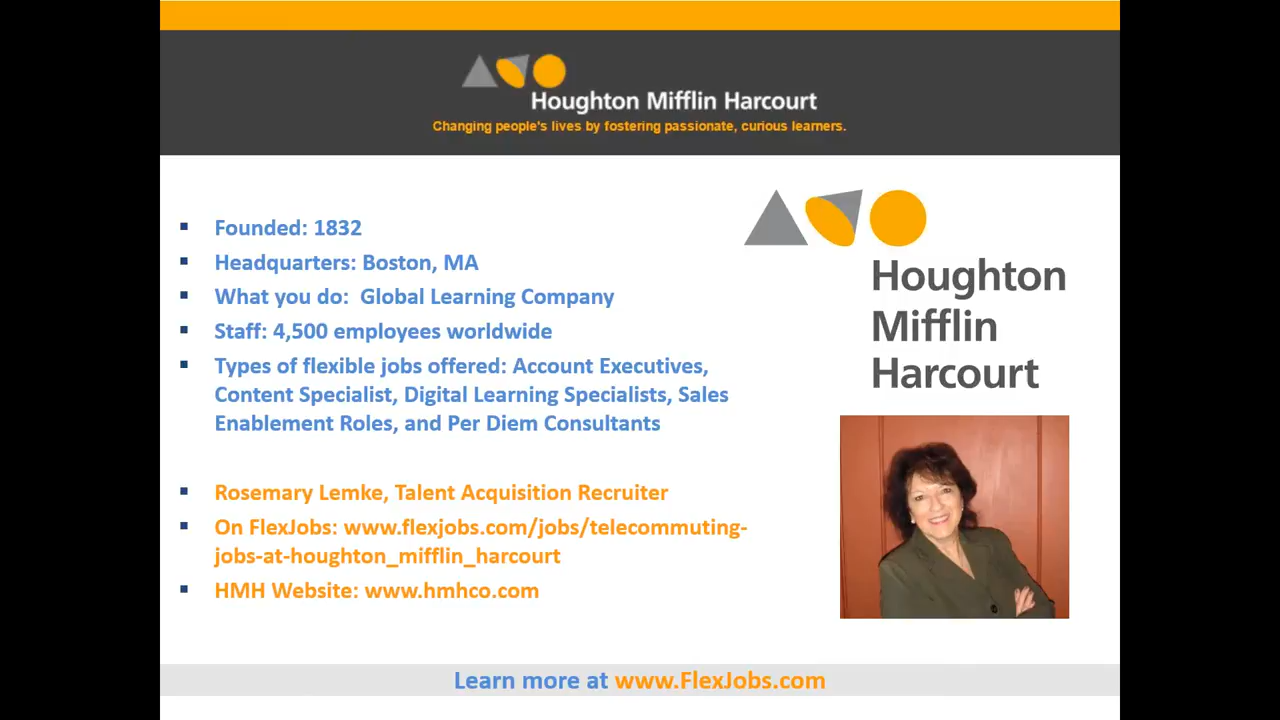 Houghton Mifflin Harcourt
Changing people's lives by fostering passionate, curious learners.
Founded: 1832
Headquarters: Boston, MA
What you do:  Global Learning Company
Staff: 4,500 employees worldwide
Types of flexible jobs offered: Account Executives,
Content Specialist, Digital Learning Specialists, Sales
Enablement Roles, and Per Diem Consultants
Rosemary Lemke, Talent Acquisition Recruiter
On FlexJobs: www.flexjobs.com/jobs/telecommuting-
jobs-at-houghton_mifflin_harcourt
HMH Website: www.hmhco.com
Houghton
Mifflin
Harcourt
Learn more at www.FlexJobs.com